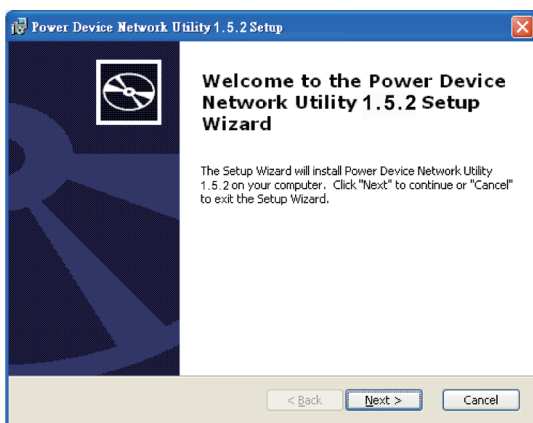 Power Device Network Utility 1.5.2 Setup
Welcome to the Power Device
Network Utility 1.5.2 Setup
Wizard
The Setup Wizard will install Power Device Network Utility
1.5.2 on your computer. Click "Next" to continue or "Cancel"
to exit the Setup Wizard.
< Back Next > Cancel